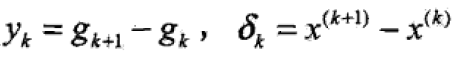 y_k = g_{k+1} − g_k , δ_k = x^{(k+1)} − x^{(k)}